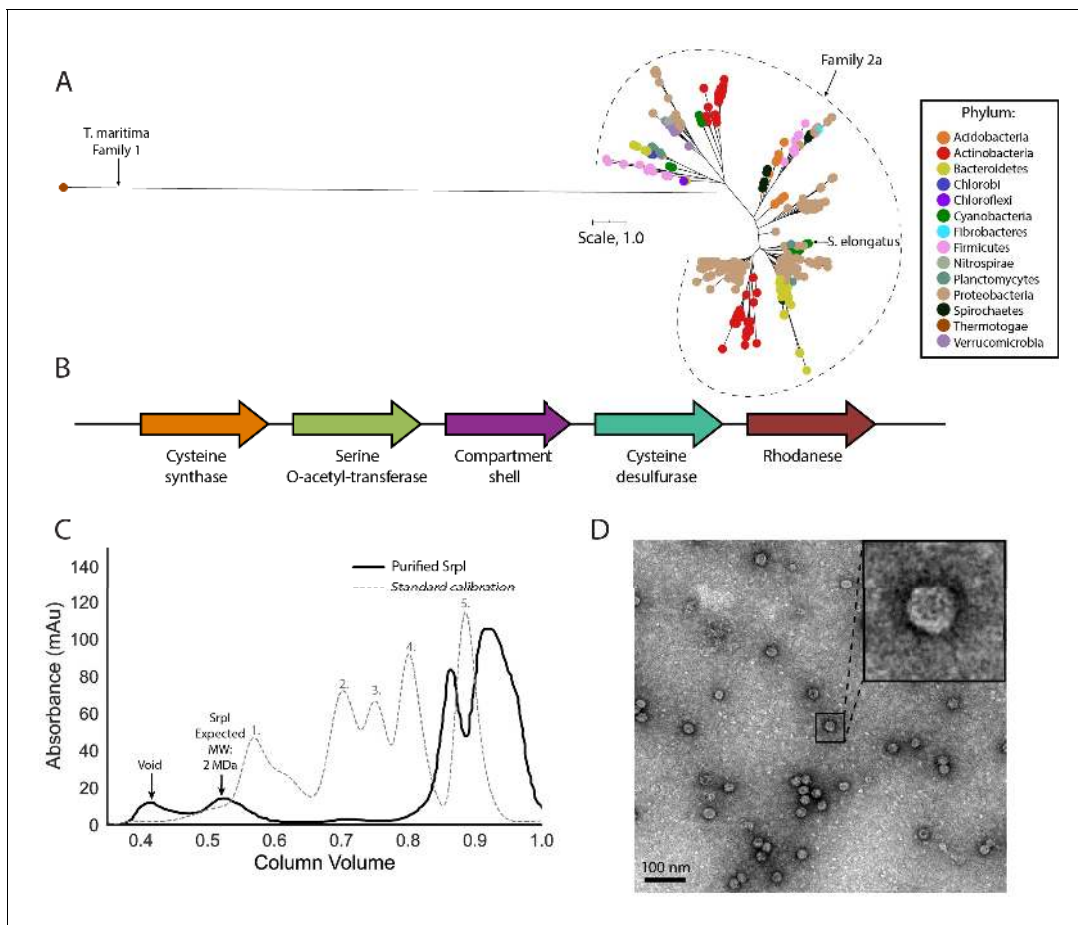 A
T. maritima
Family 1
Family 2a
Scale, 1.0
S. elongatus
Phylum:
Acidobacteria
Actinobacteria
Bacteroidetes
Chlorobi
Chloroflexi
Cyanobacteria
Fibrobacteres
Firmicutes
Nitrospirae
Planctomycytes
Proteobacteria
Spirochaetes
Thermotogae
Verrucomicrobia
B
Cysteine
synthase
Serine
O-acetyl-transferase
Compartment
shell
Cysteine
desulfurase
Rhodanese
C
Absorbance (mAu)
140
120
100
80
60
40
20
0
Purified SrpI
Standard calibration
Void
SrpI
Expected
MW:
2 MDa
1.
2.
3.
4.
5.
0.4 0.5 0.6 0.7 0.8 0.9 1.0
Column Volume
D
100 nm